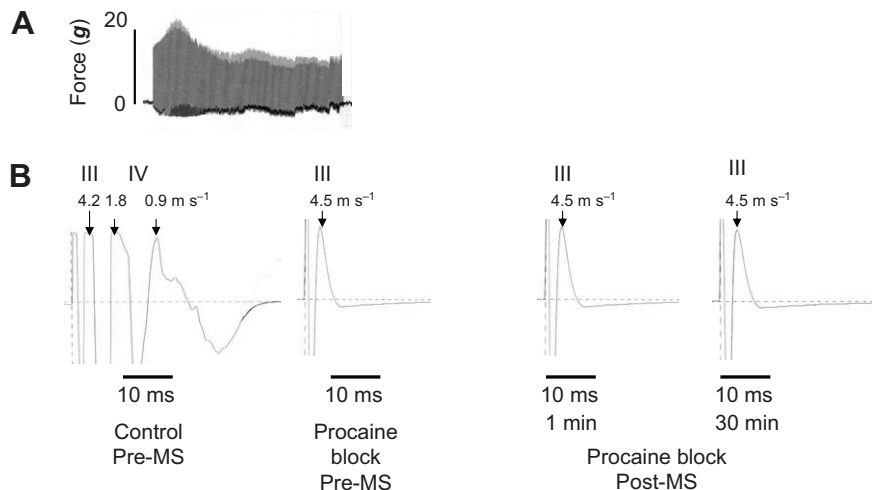 A
20
Force (g)
0
B
III IV
4.2 1.8 0.9 m s⁻¹
III
4.5 m s⁻¹
III
4.5 m s⁻¹
III
4.5 m s⁻¹
10 ms
10 ms
10 ms
10 ms
1 min
30 min
Control
Pre-MS
Procaine
block
Pre-MS
Procaine block
Post-MS